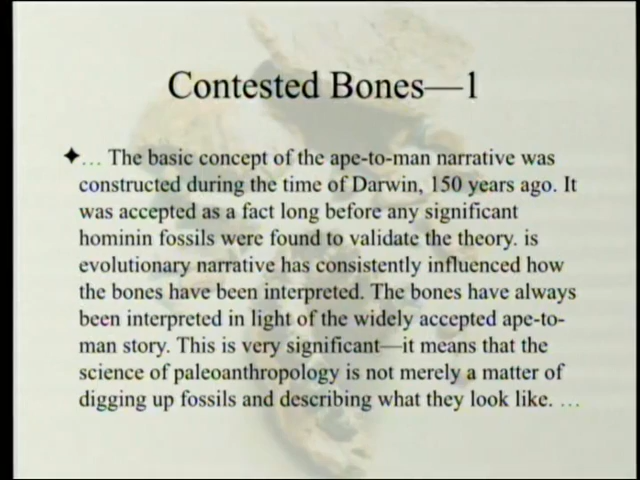 Contested Bones—1
✦… The basic concept of the ape-to-man narrative was
constructed during the time of Darwin, 150 years ago. It
was accepted as a fact long before any significant
hominin fossils were found to validate the theory. is
evolutionary narrative has consistently influenced how
the bones have been interpreted. The bones have always
been interpreted in light of the widely accepted ape-to-
man story. This is very significant—it means that the
science of paleoanthropology is not merely a matter of
digging up fossils and describing what they look like. …